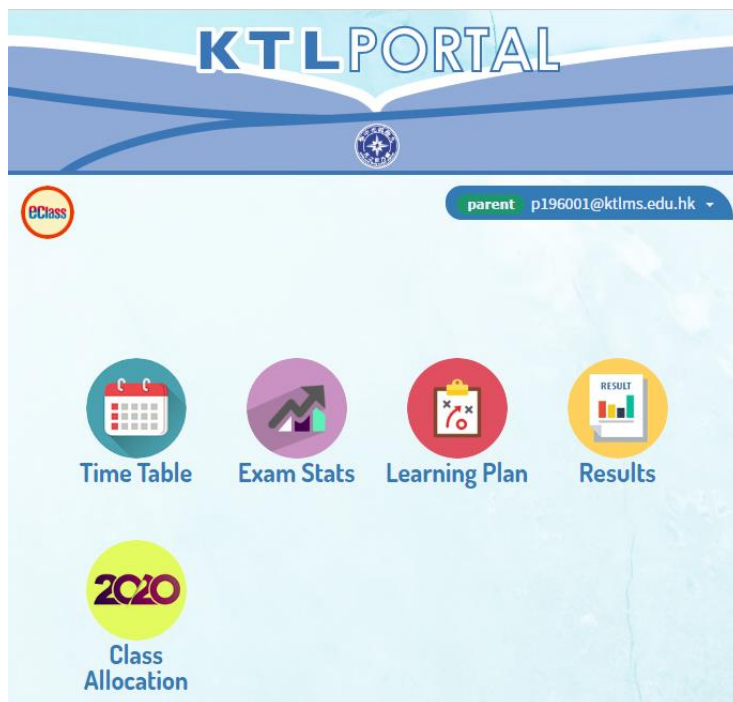 KTLPORTAL
eClass
parent p196001@ktlms.edu.hk
RESULT
Time Table
Exam Stats
Learning Plan
Results
2020
Class
Allocation